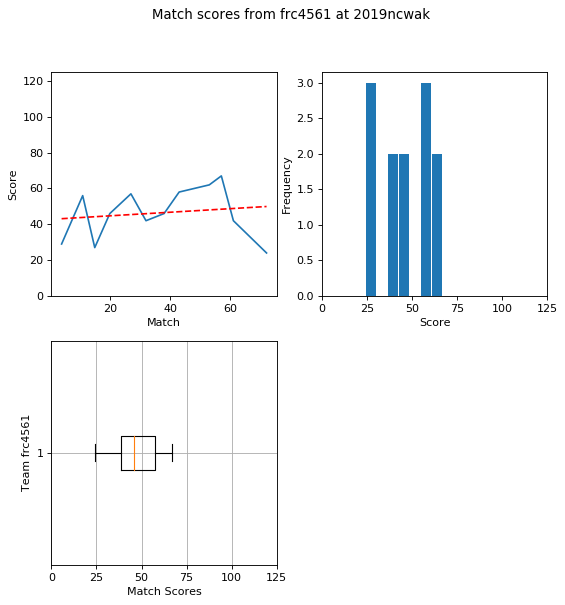 Match scores from frc4561 at 2019ncwak
120
100
80
60
40
20
0
Score
20 40 60
Match
3.0
2.5
2.0
1.5
1.0
0.5
0.0
Frequency
0 25 50 75 100 125
Score
Team frc4561
1
0 25 50 75 100 125
Match Scores